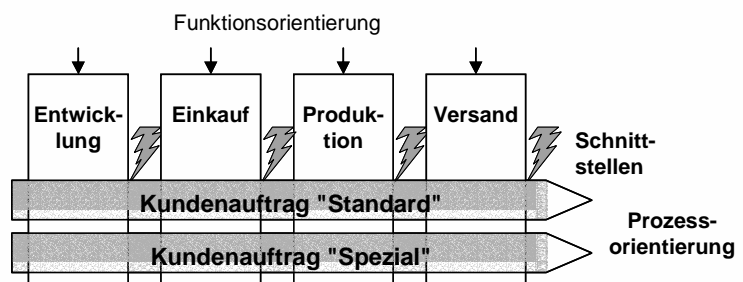 Funktionsorientierung
Entwick-
lung
Einkauf
Produk-
tion
Versand
Schnitt-
stellen
Kundenauftrag "Standard"
Prozess-
orientierung
Kundenauftrag "Spezial"